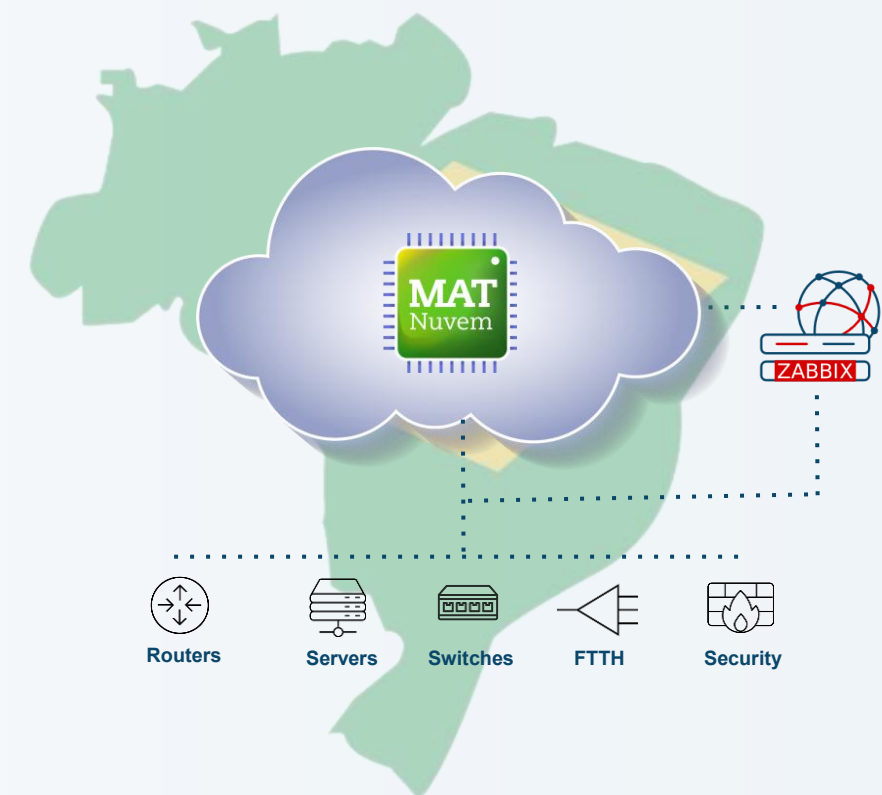 MAT
Nuvem
ZABBIX
Routers
Servers
Switches
FTTH
Security